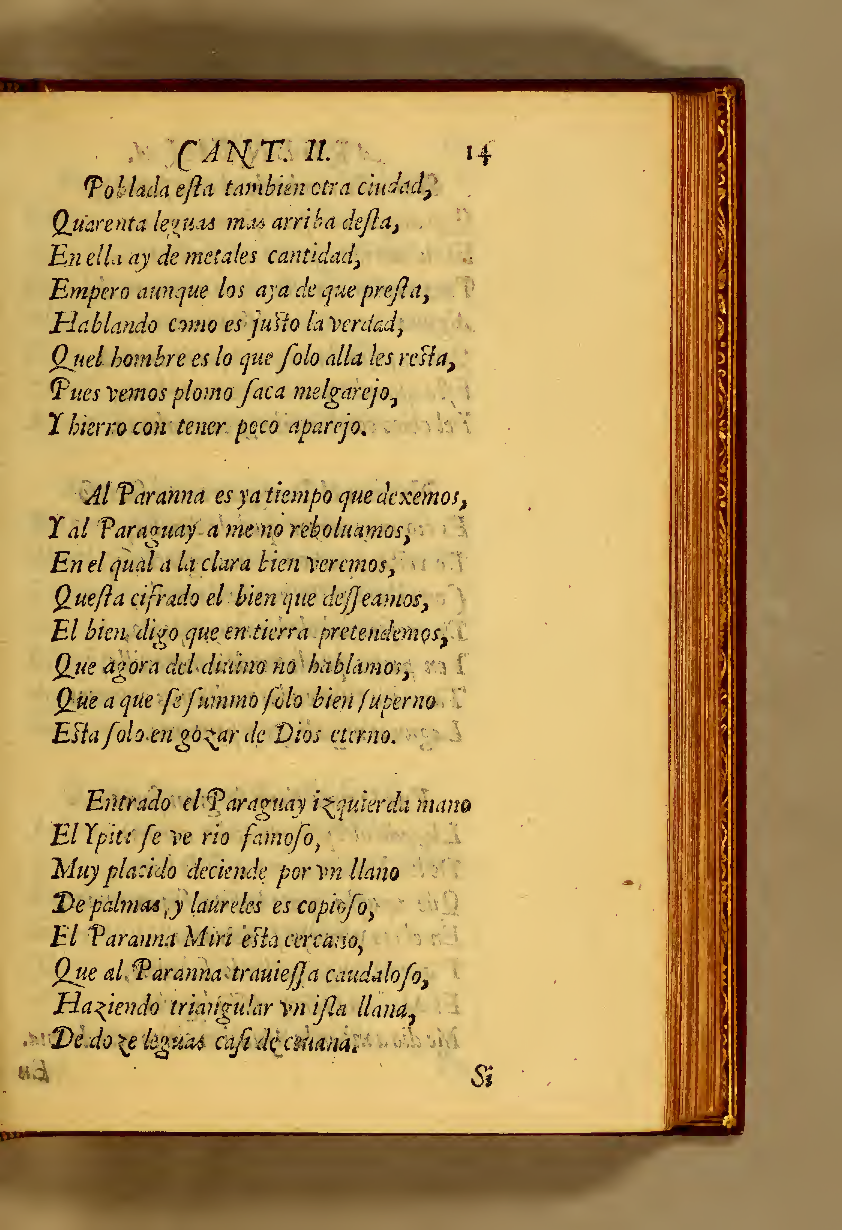 CANT. II. 14
Poblada eſta tambien otra ciudad,
Quarenta leguas mas arriba deſta,
En ella ay de metales cantidad,
Empero aunque los aya de que preſta,
Hablando como es juſto la verdad,
Quel hombre es lo que ſolo alla les reſta,
Pues vemos plomo ſaca melgarejo,
Y hierro con tener poco aparejo.

Al Paranna es ya tiempo que dexemos,
Y al Paraguay ameno reboluamos,
En el qual a la clara bien veremos,
Queſta cifrado el bien que deſſeamos,
El bien digo que en tierra pretendemos,
Que agora del diuino no hablamos,
Que a que ſe ſummo ſolo bien ſuperno
Eſta ſolo en gozar de Dios eterno.

Entrado el Paraguay izquierda mano
El Ypiti ſe ve rio famoſo,
Muy placido deciende por vn llano
De palmas, y laureles es copioſo,
El Paranna Miri eſta cercano,
Que al Paranna trauieſſa caudaloſo,
Haziendo triangular vn iſla llana,
De doze leguas caſi de
Si